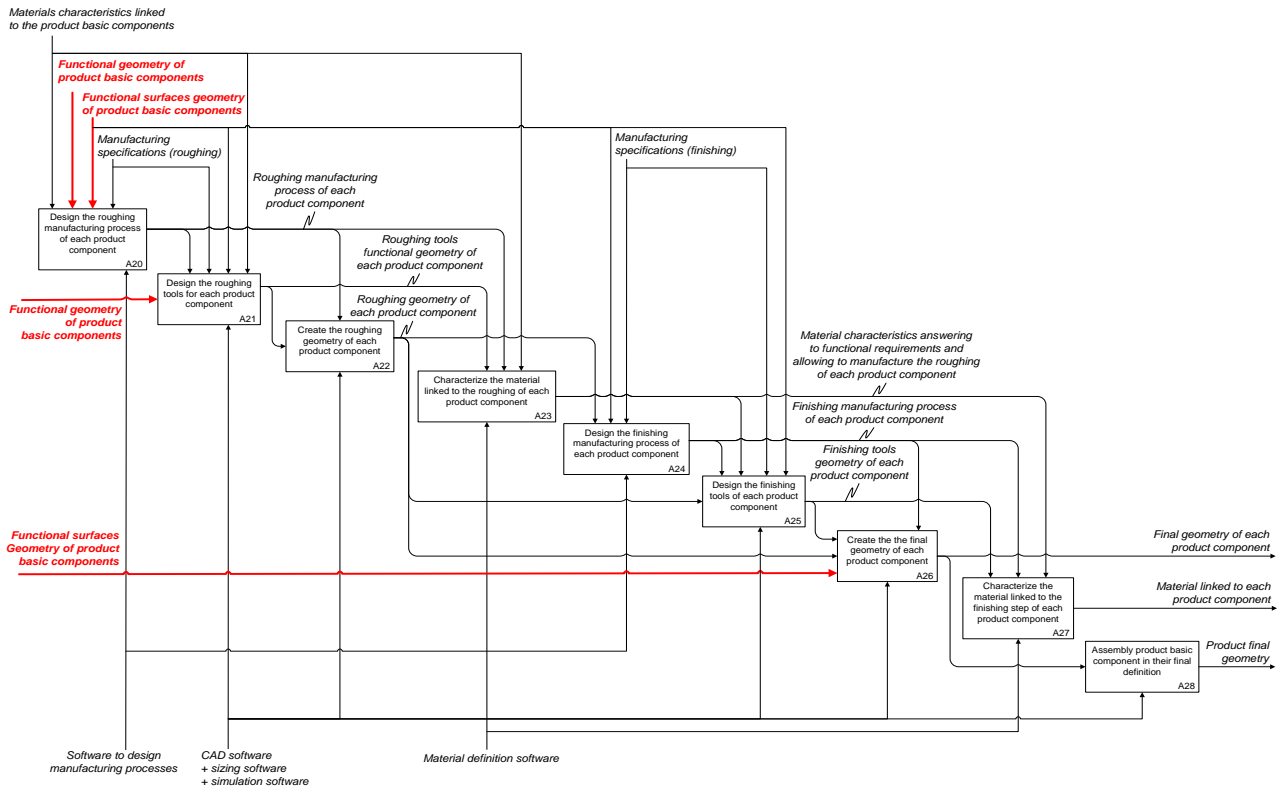 Materials characteristics linked
to the product basic components
Functional geometry of
product basic components
Functional surfaces geometry
of product basic components
Manufacturing
specifications (roughing)
Manufacturing
specifications (finishing)
Roughing manufacturing
process of each
product component
Design the roughing
manufacturing process
of each product
component
A20
Roughing tools
functional geometry of
each product component
Design the roughing
tools for each product
component
A21
Functional geometry
of product
basic components
Roughing geometry of
each product component
Create the roughing
geometry of each
product component
A22
Material characteristics answering
to functional requirements and
allowing to manufacture the roughing
of each product component
Characterize the material
linked to the roughing of each
product component
A23
Finishing manufacturing process
of each product component
Design the finishing
manufacturing process of
each product component
A24
Finishing tools
geometry of each
product component
Design the finishing
tools of each product
component
A25
Functional surfaces
Geometry of product
basic components
Create the the final
geometry of each
product component
A26
Final geometry of each
product component
Characterize the
material linked to the
finishing step of each
product component
A27
Material linked to each
product component
Assembly product basic
component in their final
definition
A28
Product final
geometry
Software to design
manufacturing processes
CAD software
+ sizing software
+ simulation software
Material definition software